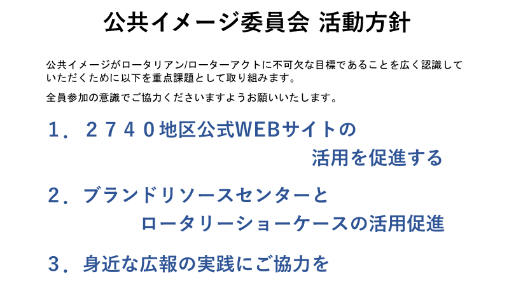 公共イメージ委員会 活動方針
公共イメージがロータリアン/ローターアクトに不可欠な目標であることを広く認識して
いただくために以下を重点課題として取り組みます。
全員参加の意識でご協力くださいますようお願いいたします。
１．２７４０地区公式WEBサイトの
活用を促進する
２．ブランドリソースセンターと
ロータリーショーケースの活用促進
３．身近な広報の実践にご協力を